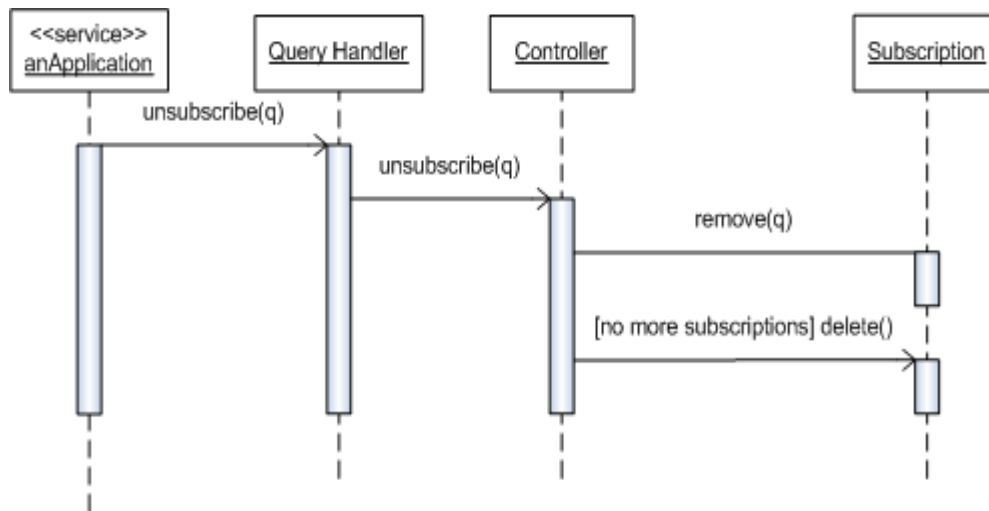 <<service>>
anApplication
Query Handler
Controller
Subscription
unsubscribe(q)
unsubscribe(q)
remove(q)
[no more subscriptions] delete()